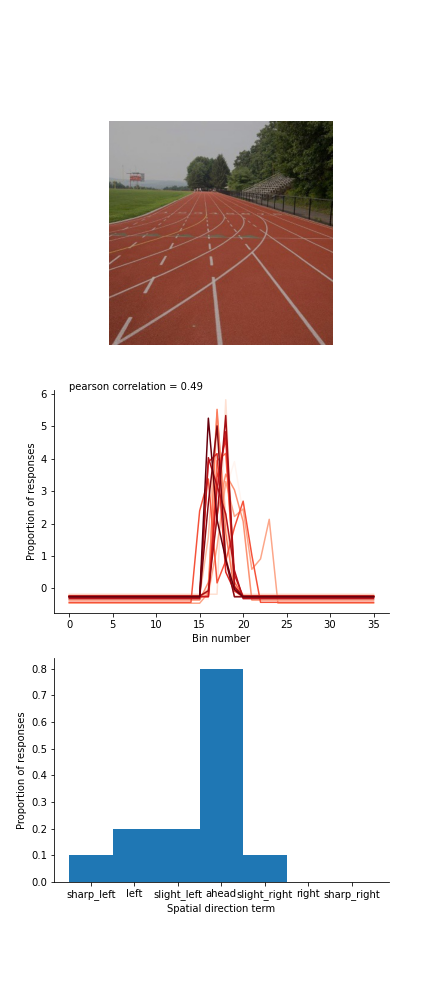 pearson correlation = 0.49
6
5
4
3
2
1
0
Proportion of responses
0 5 10 15 20 25 30 35
Bin number
0.8
0.7
0.6
0.5
0.4
0.3
0.2
0.1
0.0
Proportion of responses
sharp_left left slight_left ahead slight_right right sharp_right
Spatial direction term